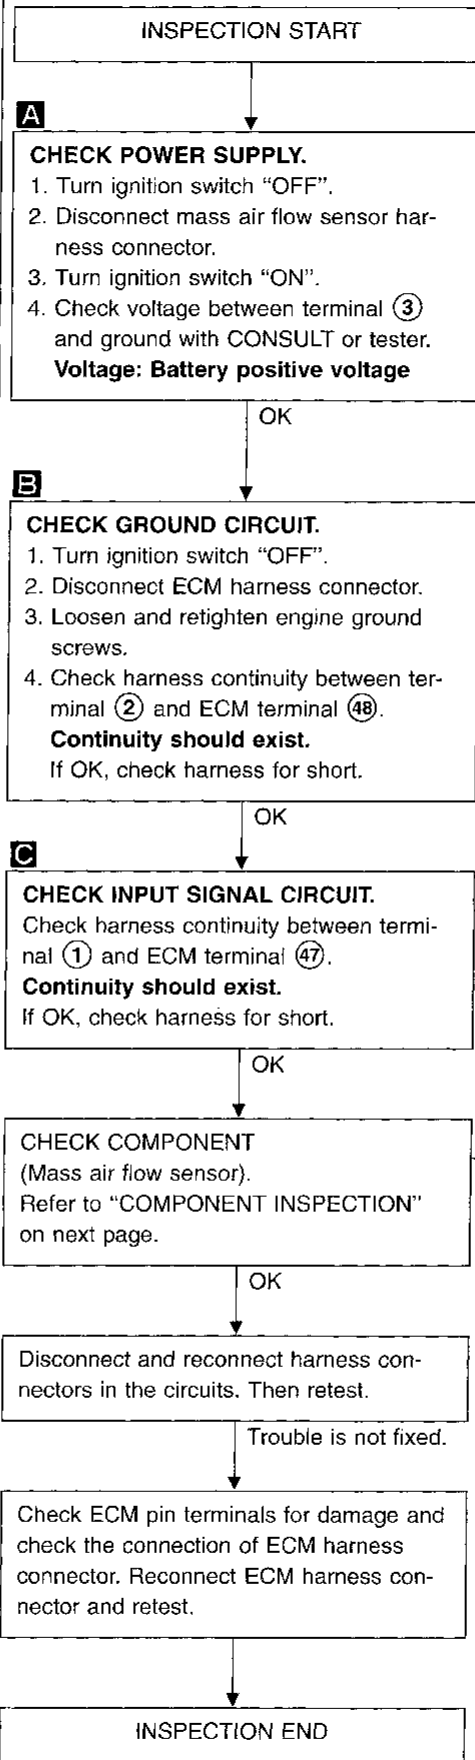 INSPECTION START
A
CHECK POWER SUPPLY.
1. Turn ignition switch “OFF”.
2. Disconnect mass air flow sensor har-
ness connector.
3. Turn ignition switch “ON”.
4. Check voltage between terminal ③
and ground with CONSULT or tester.
Voltage: Battery positive voltage
OK
B
CHECK GROUND CIRCUIT.
1. Turn ignition switch “OFF”.
2. Disconnect ECM harness connector.
3. Loosen and retighten engine ground
screws.
4. Check harness continuity between ter-
minal ② and ECM terminal ㊽.
Continuity should exist.
If OK, check harness for short.
OK
C
CHECK INPUT SIGNAL CIRCUIT.
Check harness continuity between termi-
nal ① and ECM terminal ㊼.
Continuity should exist.
If OK, check harness for short.
OK
CHECK COMPONENT
(Mass air flow sensor).
Refer to “COMPONENT INSPECTION”
on next page.
OK
Disconnect and reconnect harness con-
nectors in the circuits. Then retest.
Trouble is not fixed.
Check ECM pin terminals for damage and
check the connection of ECM harness
connector. Reconnect ECM harness con-
nector and retest.
INSPECTION END